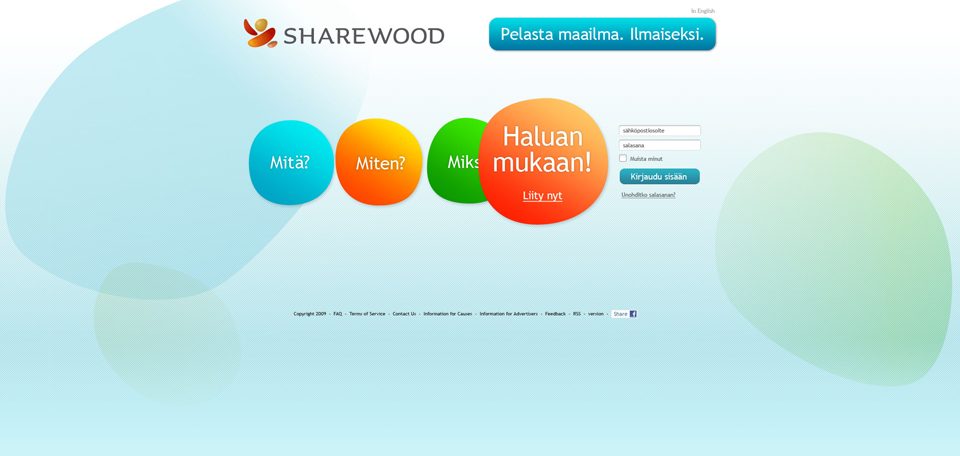 In English
SHAREWOOD
Pelasta maailma. Ilmaiseksi.
Mitä?
Miten?
Miks
Haluan
mukaan!
Liity nyt
sähköpostiosoite
salasana
Muista minut
Kirjaudu sisään
Unohditko salasanan?
Copyright 2009 - FAQ - Terms of Service - Contact Us - Information for Causes - Information for Advertisers - Feedback - RSS - version - Share